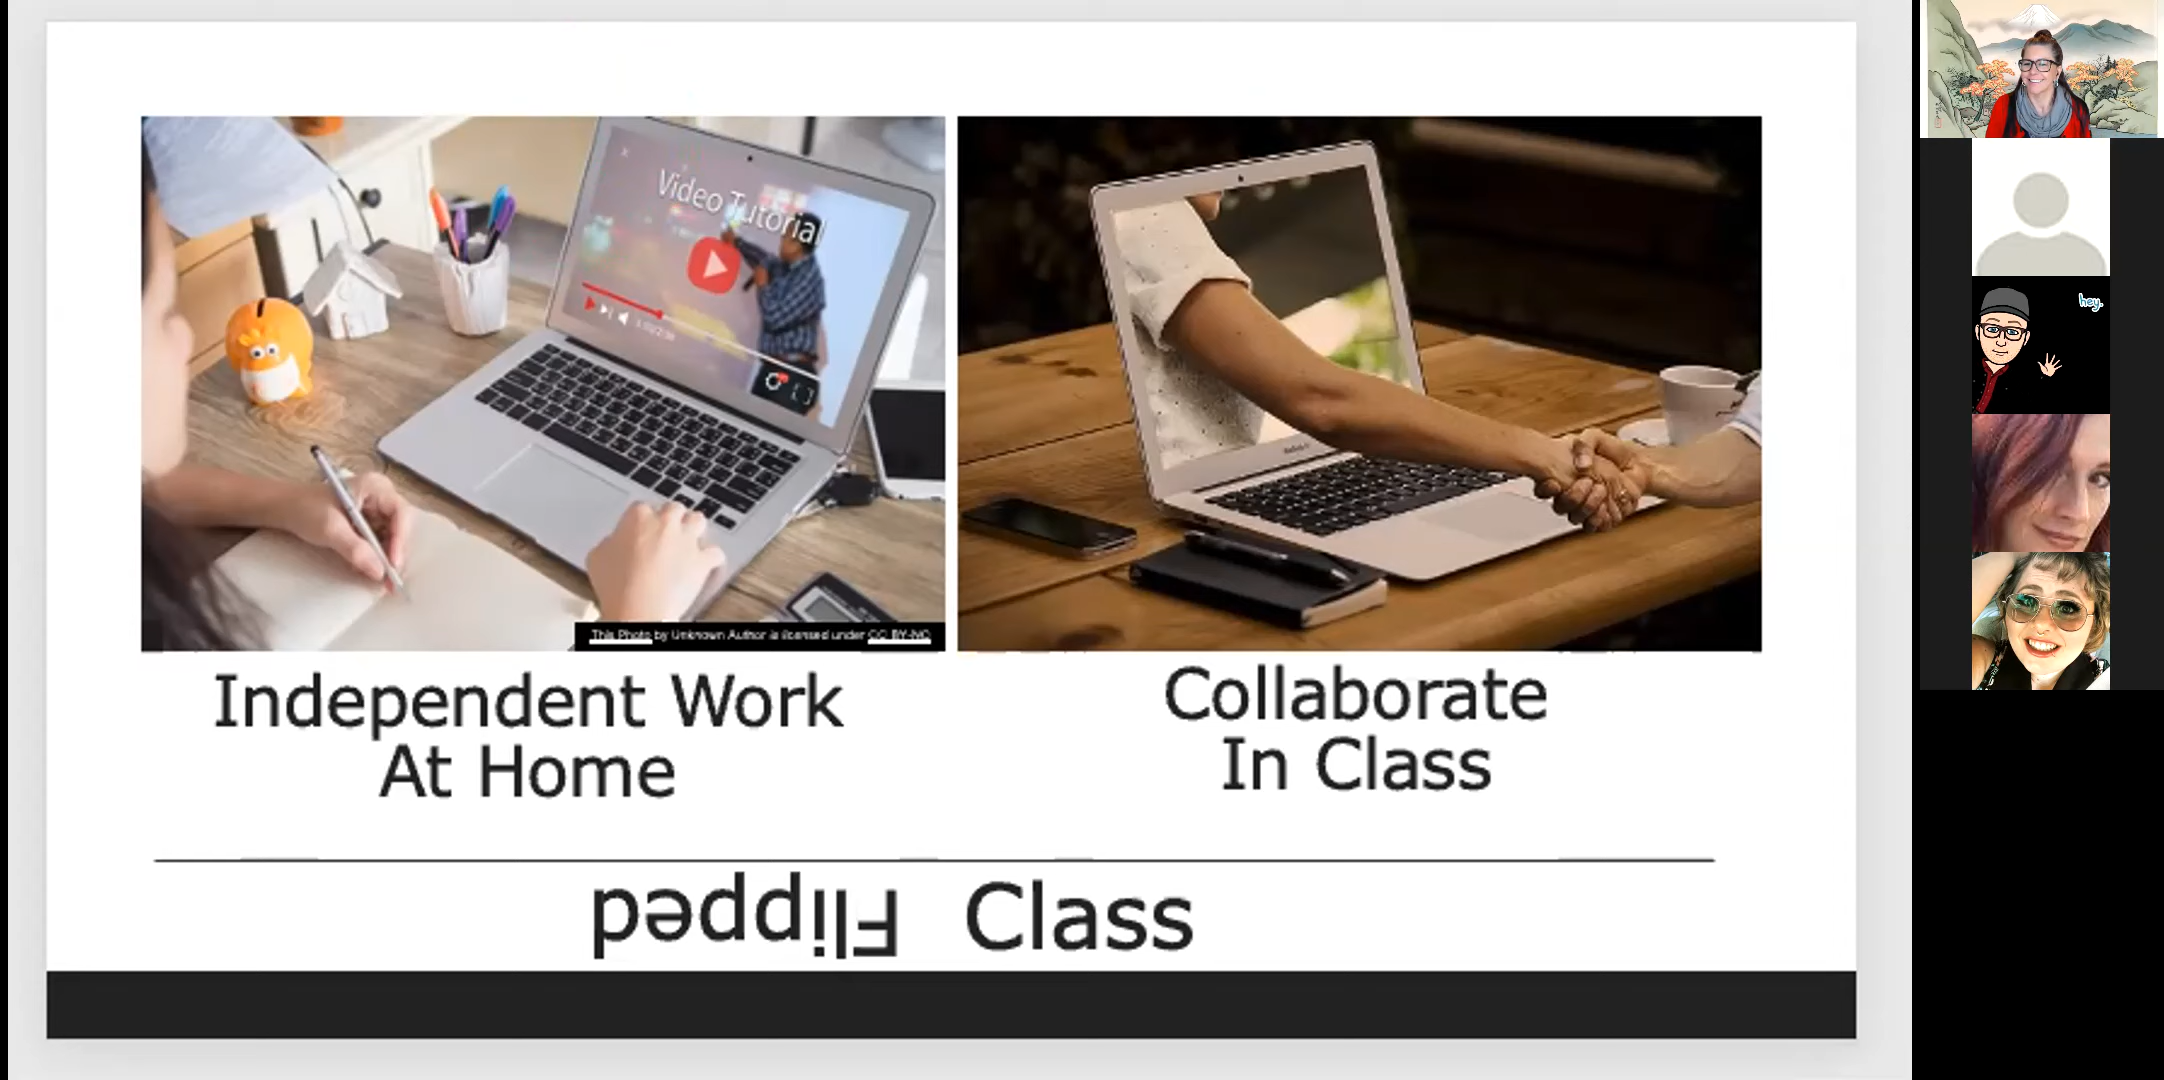 Video Tutorial
This Photo by Unknown Author is licensed under CC BY-NC
Independent Work
At Home
Collaborate
In Class
Flipped Class
hey.